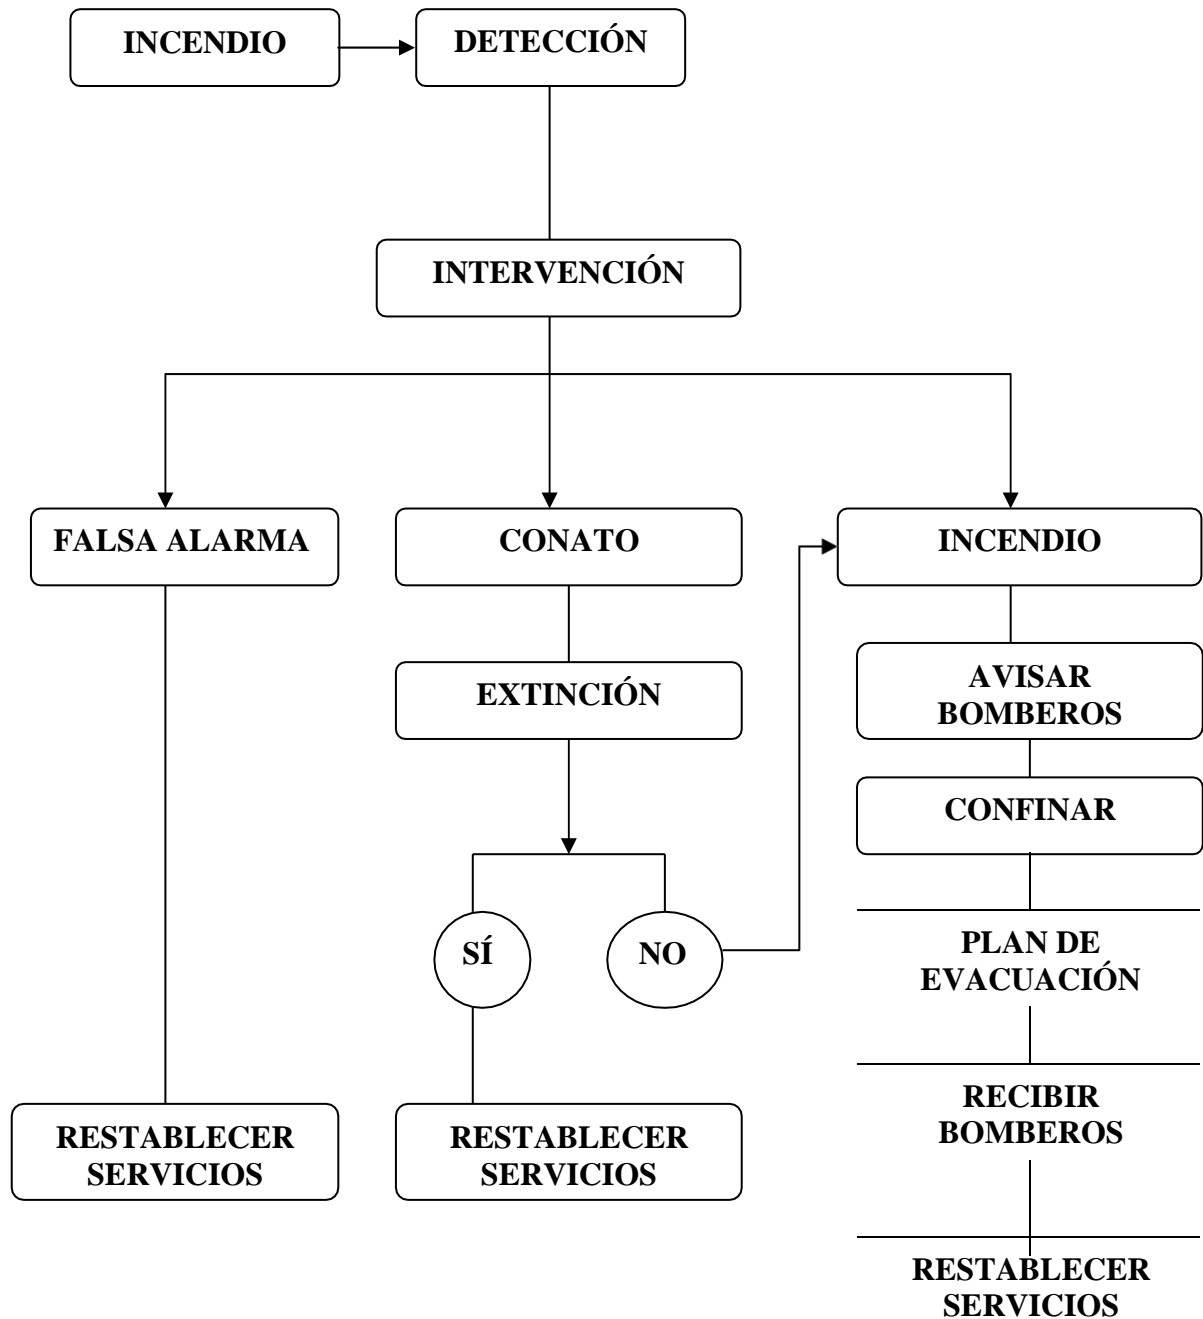 INCENDIO
DETECCIÓN
INTERVENCIÓN
FALSA ALARMA
CONATO
INCENDIO
EXTINCIÓN
AVISAR
BOMBEROS
CONFINAR
SÍ
NO
PLAN DE
EVACUACIÓN
RESTABLECER
SERVICIOS
RESTABLECER
SERVICIOS
RECIBIR
BOMBEROS
RESTABLECER
SERVICIOS